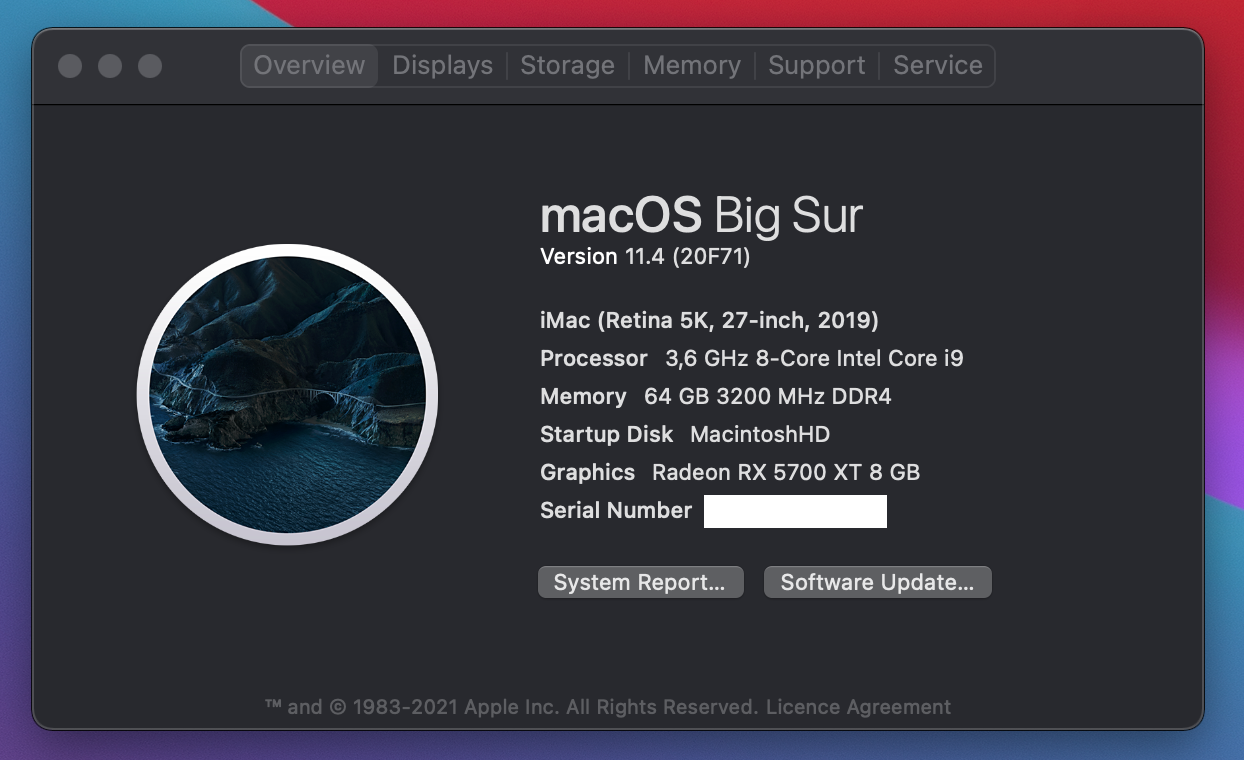 Overview Displays Storage Memory Support Service
macOS Big Sur
Version 11.4 (20F71)
iMac (Retina 5K, 27-inch, 2019)
Processor 3,6 GHz 8-Core Intel Core i9
Memory 64 GB 3200 MHz DDR4
Startup Disk MacintoshHD
Graphics Radeon RX 5700 XT 8 GB
Serial Number
System Report... Software Update...
™ and © 1983-2021 Apple Inc. All Rights Reserved. Licence Agreement